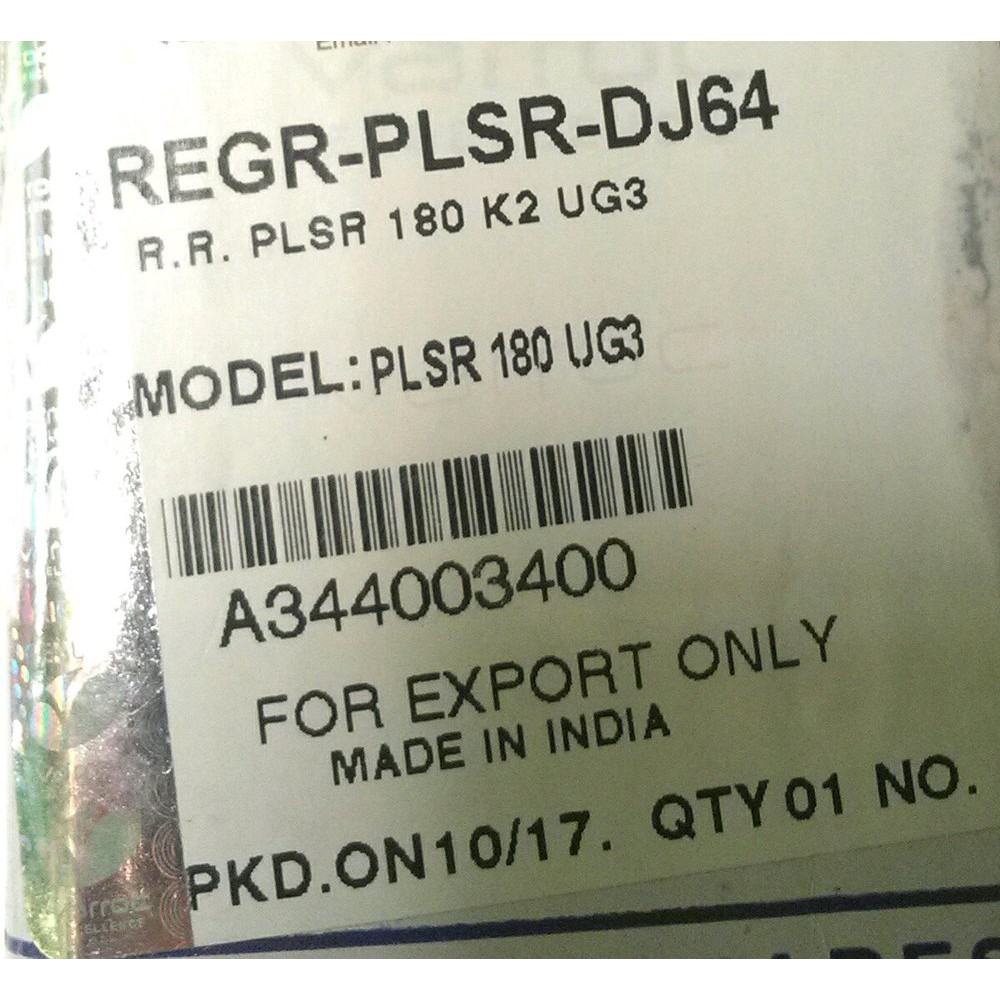 REGR-PLSR-DJ64
R.R. PLSR 180 K2 UG3
MODEL: PLSR 180 UG3
A344003400
FOR EXPORT ONLY
MADE IN INDIA
PKD.ON10/17. QTY 01 NO.